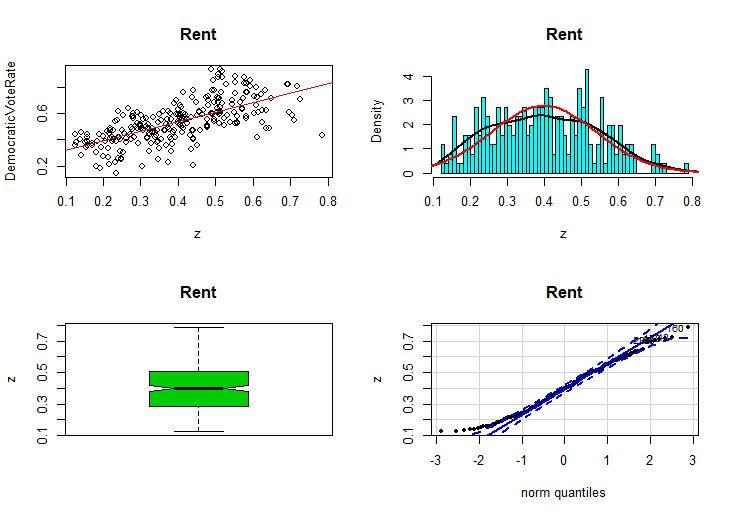 Rent
DemocraticVoteRate
0.2 0.6
0.1 0.2 0.3 0.4 0.5 0.6 0.7 0.8
z
Rent
Density
0 1 2 3 4
0.1 0.2 0.3 0.4 0.5 0.6 0.7 0.8
z
Rent
z
0.1 0.3 0.5 0.7
Rent
z
0.1 0.3 0.5 0.7
160
-3 -2 -1 0 1 2 3
norm quantiles